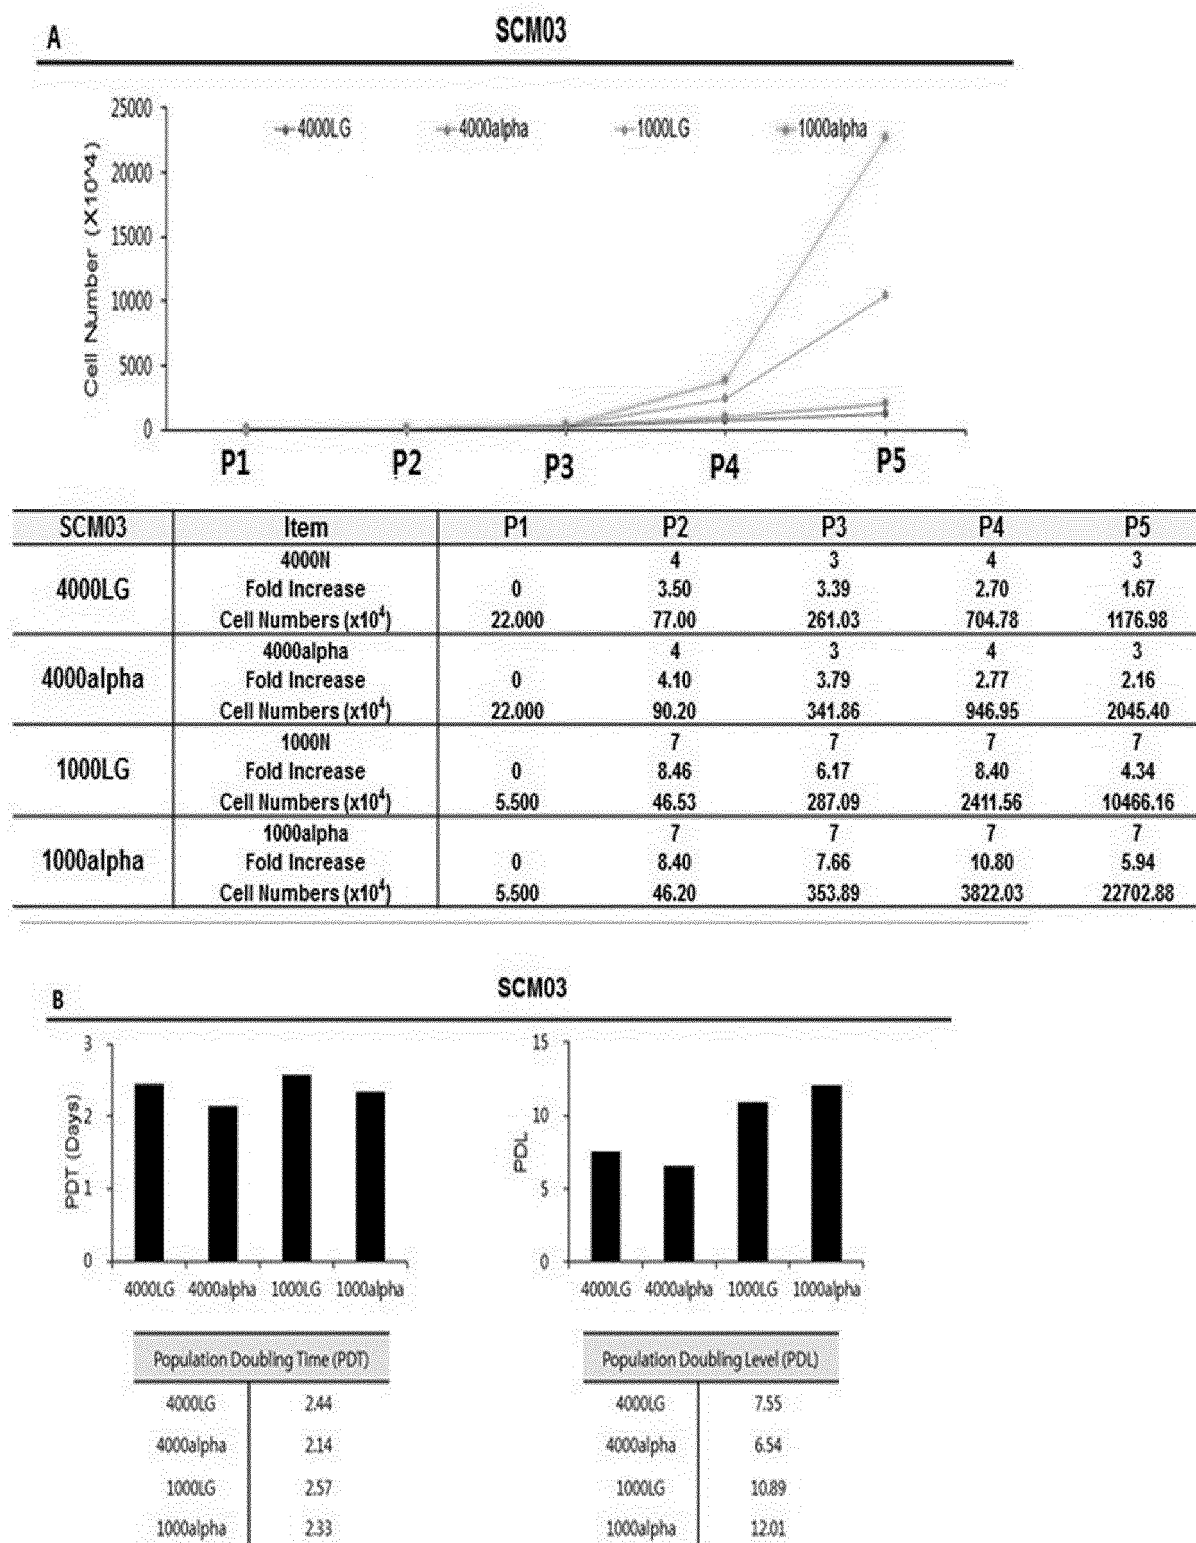 A
SCM03
25000
20000
15000
10000
5000
0
Cell Number (X10^4)
4000LG 4000alpha 1000LG 1000alpha
P1 P2 P3 P4 P5
SCM03 Item P1 P2 P3 P4 P5
4000LG
4000N 4 3 4 3
Fold Increase 0 3.50 3.39 2.70 1.67
Cell Numbers (x10⁴) 22.000 77.00 261.03 704.78 1176.98
4000alpha
4000alpha 4 3 4 3
Fold Increase 0 4.10 3.79 2.77 2.16
Cell Numbers (x10⁴) 22.000 90.20 341.86 946.95 2045.40
1000LG
1000N 7 7 7 7
Fold Increase 0 8.46 6.17 8.40 4.34
Cell Numbers (x10⁴) 5.500 46.53 287.09 2411.56 10466.16
1000alpha
1000alpha 7 7 7 7
Fold Increase 0 8.40 7.66 10.80 5.94
Cell Numbers (x10⁴) 5.500 46.20 353.89 3822.03 22702.88
B
SCM03
3
2
1
0
PDT (Days)
4000LG 4000alpha 1000LG 1000alpha
15
10
5
0
PDL
4000LG 4000alpha 1000LG 1000alpha
Population Doubling Time (PDT)
4000LG 2.44
4000alpha 2.14
1000LG 2.57
1000alpha 2.33
Population Doubling Level (PDL)
4000LG 7.55
4000alpha 6.54
1000LG 10.89
1000alpha 12.01